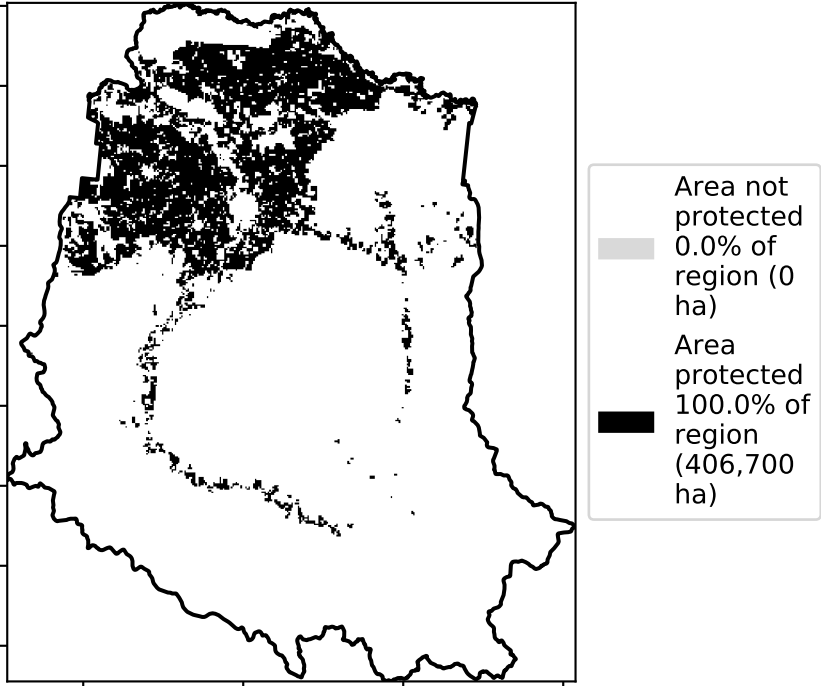 Area not
protected
0.0% of
region (0
ha)
Area
protected
100.0% of
region
(406,700
ha)